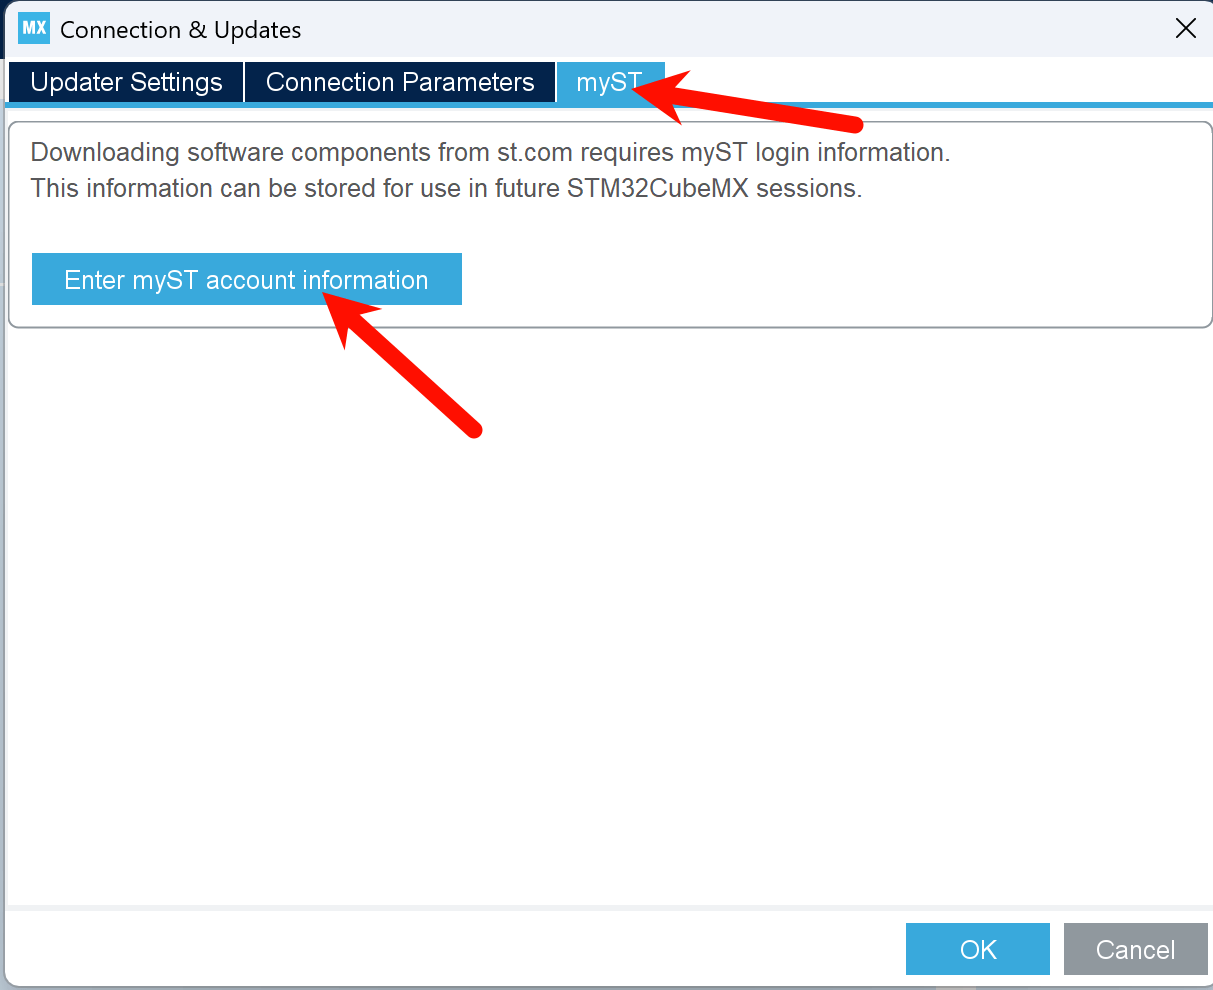 MX Connection & Updates
Updater Settings Connection Parameters myST
Downloading software components from st.com requires myST login information.
This information can be stored for use in future STM32CubeMX sessions.
Enter myST account information
OK Cancel